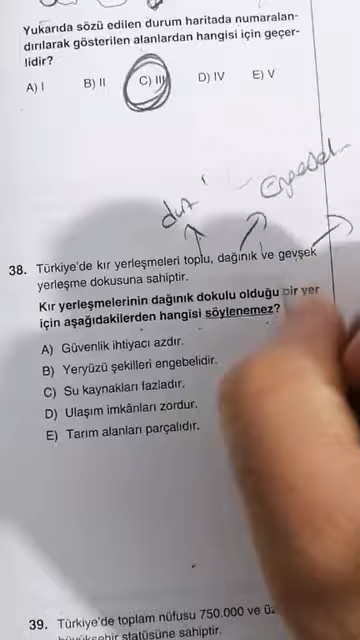 Yukarıda sözü edilen durum haritada numaralan-
dırılarak gösterilen alanlardan hangisi için geçer-
lidir?
A) I B) II C) III D) IV E) V
düz
38. Türkiye'de kır yerleşmeleri toplu, dağınık ve gevşek
yerleşme dokusuna sahiptir.
Kır yerleşmelerinin dağınık dokulu olduğu bir yer
için aşağıdakilerden hangisi söylenemez?
A) Güvenlik ihtiyacı azdır.
B) Yeryüzü şekilleri engebelidir.
C) Su kaynakları fazladır.
D) Ulaşım imkânları zordur.
E) Tarım alanları parçalıdır.
39. Türkiye'de toplam nüfusu 750.000 ve
büyükşehir statüsüne sahiptir.